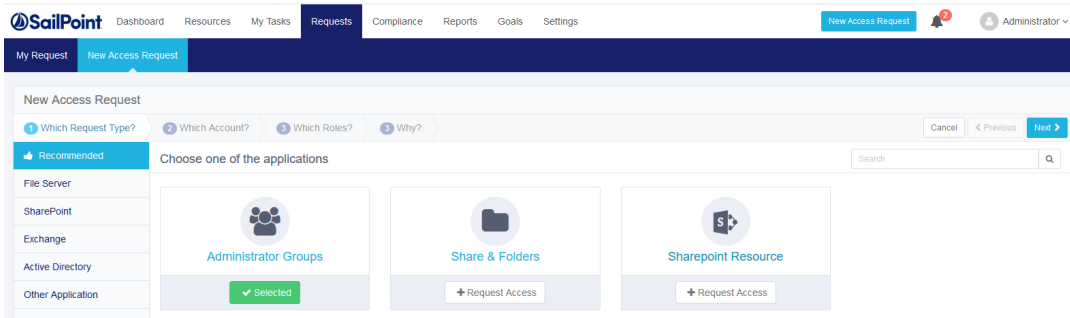 SailPoint Dashboard Resources My Tasks Requests Compliance Reports Goals Settings New Access Request 2 Administrator
My Request New Access Request
New Access Request
1 Which Request Type? 2 Which Account? 3 Which Roles? 3 Why? Cancel Previous Next
Recommended Choose one of the applications Search
File Server
SharePoint
Exchange
Active Directory
Other Application
S
Administrator Groups Share & Folders Sharepoint Resource
Selected + Request Access + Request Access